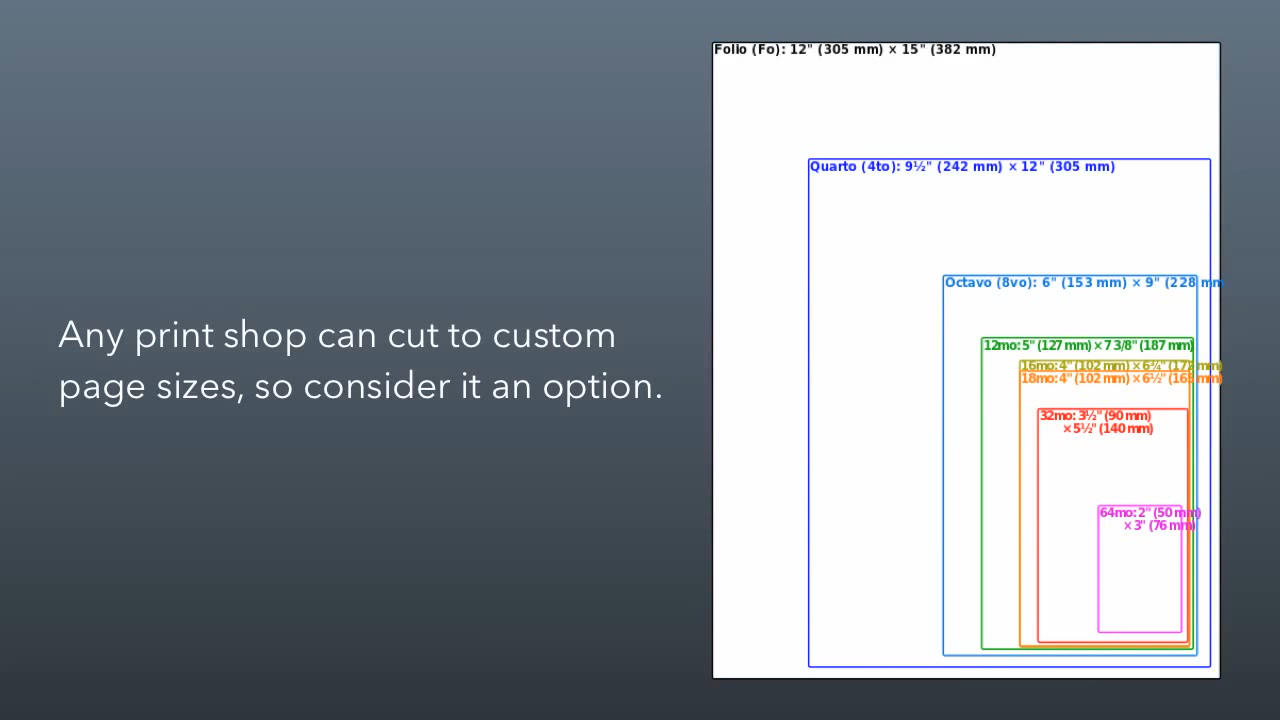 Any print shop can cut to custom
page sizes, so consider it an option.
Folio (Fo): 12" (305 mm) × 15" (382 mm)
Quarto (4to): 9½" (242 mm) × 12" (305 mm)
Octavo (8vo): 6" (153 mm) × 9" (228 mm
12mo: 5" (127 mm) × 7 3/8" (187 mm)
16mo: 4" (102 mm) × 6¾" (171 mm)
18mo: 4" (102 mm) × 6½" (165 mm)
32mo: 3½" (90 mm)
× 5½" (140 mm)
64mo: 2" (50 mm)
× 3" (76 mm)